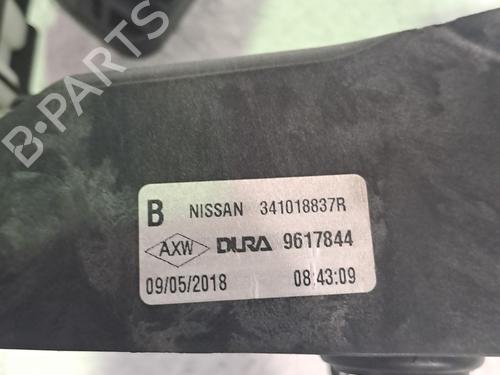 B-PARTS
B NISSAN 341018837R
AXW DURA 9617844
09/05/2018 08:43:09